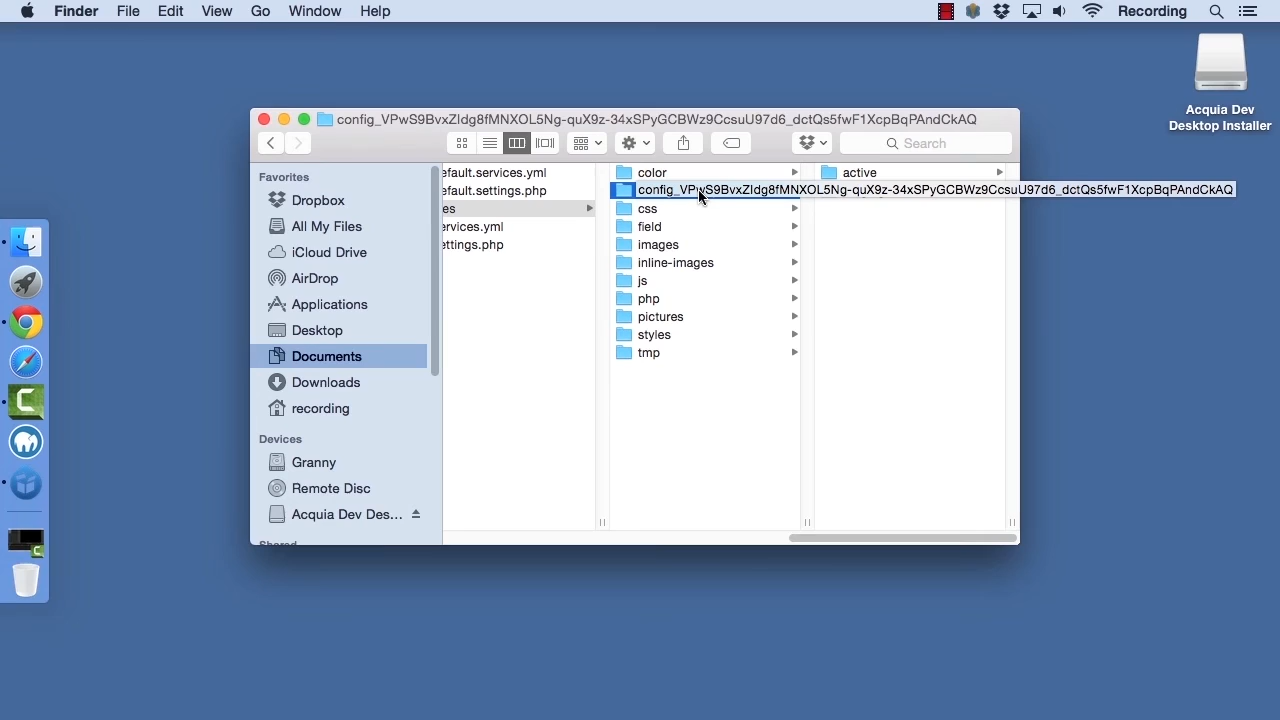 Finder File Edit View Go Window Help Recording
Acquia Dev
Desktop Installer
config_VPwS9BvxZIdg8fMNXOL5Ng-quX9z-34xSPyGCBWz9CcsuU97d6_dctQs5fwF1XcpBqPAndCkAQ
Search
Favorites
Dropbox
All My Files
iCloud Drive
AirDrop
Applications
Desktop
Documents
Downloads
recording
Devices
Granny
Remote Disc
Acquia Dev Des...
Shared
efault.services.yml
efault.settings.php
es
ervices.yml
ettings.php
color
config_VPwS9BvxZIdg8fMNXOL5Ng-quX9z-34xSPyGCBWz9CcsuU97d6_dctQs5fwF1XcpBqPAndCkAQ
css
field
images
inline-images
js
php
pictures
styles
tmp
active